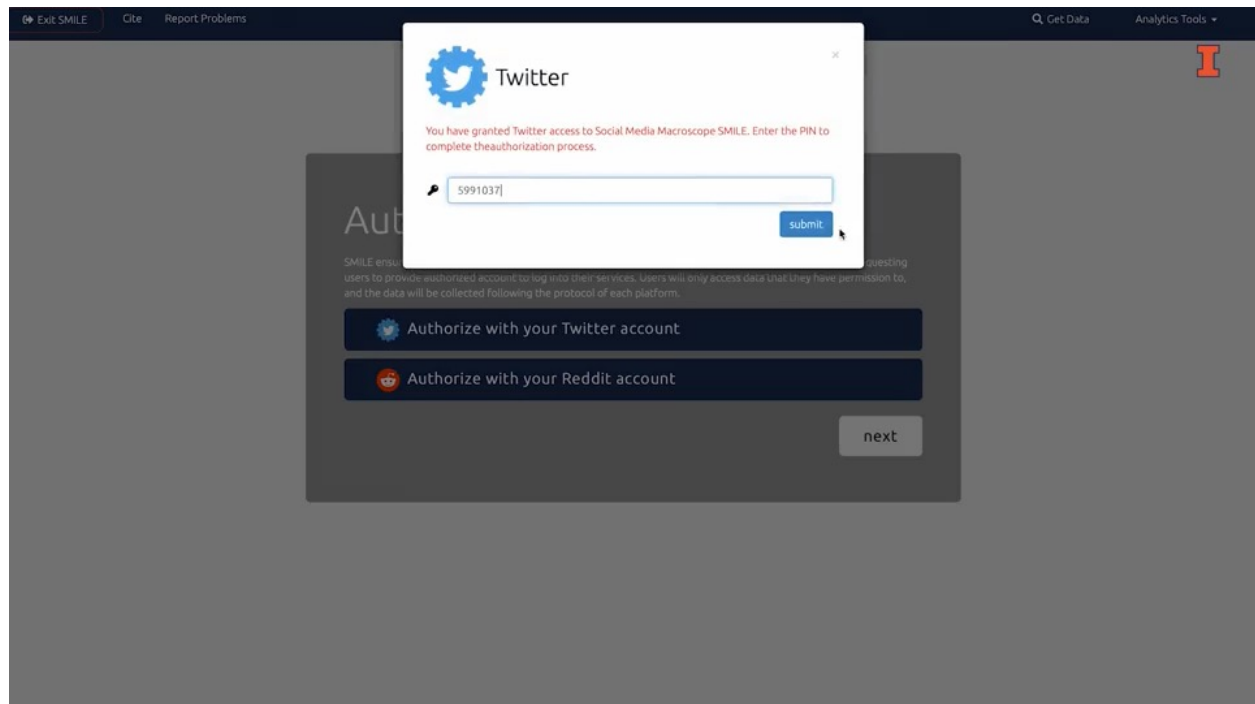 Exit SMILE Cite Report Problems Get Data Analytics Tools
Twitter
×
You have granted Twitter access to Social Media Macroscope SMILE. Enter the PIN to
complete theauthorization process.
5991037
submit
Aut
SMILE ensu questing
users to provide authorized account to log into their services. Users will only access data that they have permission to,
and the data will be collected following the protocol of each platform.
Authorize with your Twitter account
Authorize with your Reddit account
next